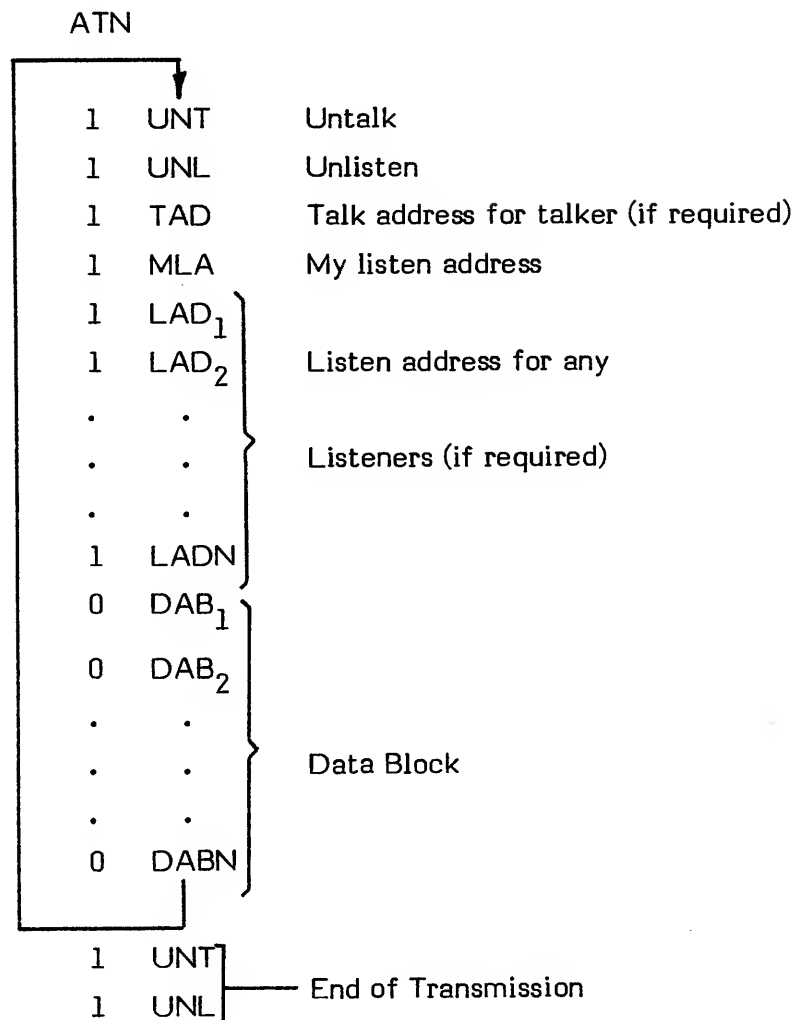 ATN
1 UNT Untalk
1 UNL Unlisten
1 TAD Talk address for talker (if required)
1 MLA My listen address
1 LAD1
1 LAD2 Listen address for any
. .
. . Listeners (if required)
. .
1 LADN
0 DAB1
0 DAB2
. .
. . Data Block
. .
0 DABN
1 UNT
End of Transmission
1 UNL